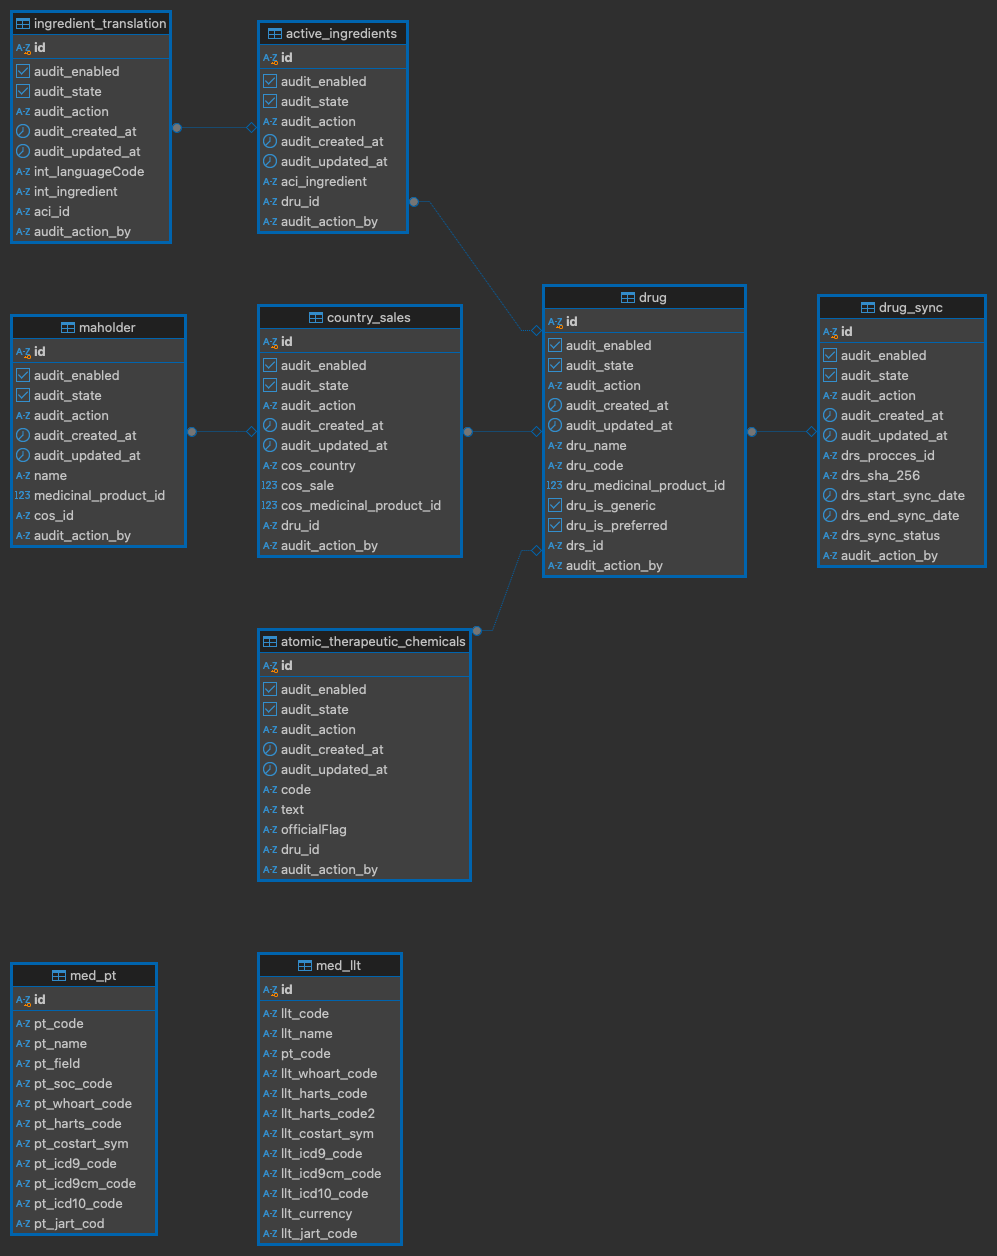 ingredient_translation
id
audit_enabled
audit_state
audit_action
audit_created_at
audit_updated_at
int_languageCode
int_ingredient
aci_id
audit_action_by
active_ingredients
id
audit_enabled
audit_state
audit_action
audit_created_at
audit_updated_at
aci_ingredient
dru_id
audit_action_by
maholder
id
audit_enabled
audit_state
audit_action
audit_created_at
audit_updated_at
name
medicinal_product_id
cos_id
audit_action_by
country_sales
id
audit_enabled
audit_state
audit_action
audit_created_at
audit_updated_at
cos_country
cos_sale
cos_medicinal_product_id
dru_id
audit_action_by
drug
id
audit_enabled
audit_state
audit_action
audit_created_at
audit_updated_at
dru_name
dru_code
dru_medicinal_product_id
dru_is_generic
dru_is_preferred
drs_id
audit_action_by
drug_sync
id
audit_enabled
audit_state
audit_action
audit_created_at
audit_updated_at
drs_procces_id
drs_sha_256
drs_start_sync_date
drs_end_sync_date
drs_sync_status
audit_action_by
atomic_therapeutic_chemicals
id
audit_enabled
audit_state
audit_action
audit_created_at
audit_updated_at
code
text
officialFlag
dru_id
audit_action_by
med_pt
id
pt_code
pt_name
pt_field
pt_soc_code
pt_whoart_code
pt_harts_code
pt_costart_sym
pt_icd9_code
pt_icd9cm_code
pt_icd10_code
pt_jart_cod
med_llt
id
llt_code
llt_name
pt_code
llt_whoart_code
llt_harts_code
llt_harts_code2
llt_costart_sym
llt_icd9_code
llt_icd9cm_code
llt_icd10_code
llt_currency
llt_jart_code